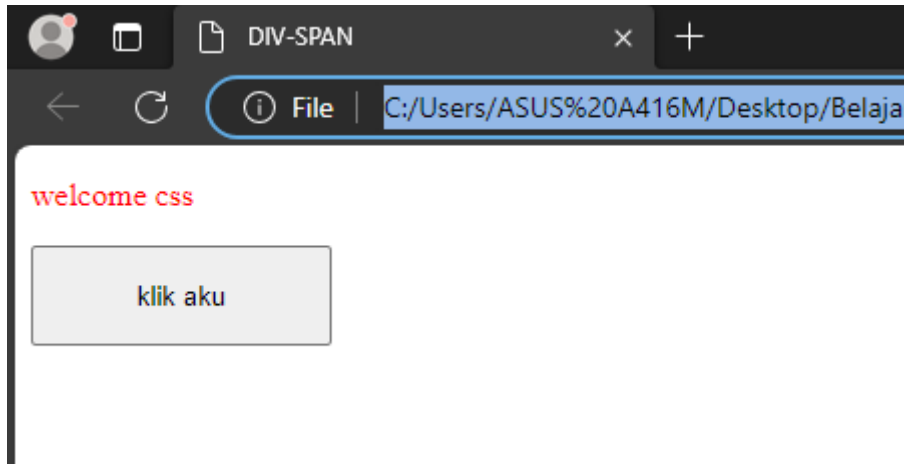 DIV-SPAN
File
C:/Users/ASUS%20A416M/Desktop/Belaja
welcome css
klik aku